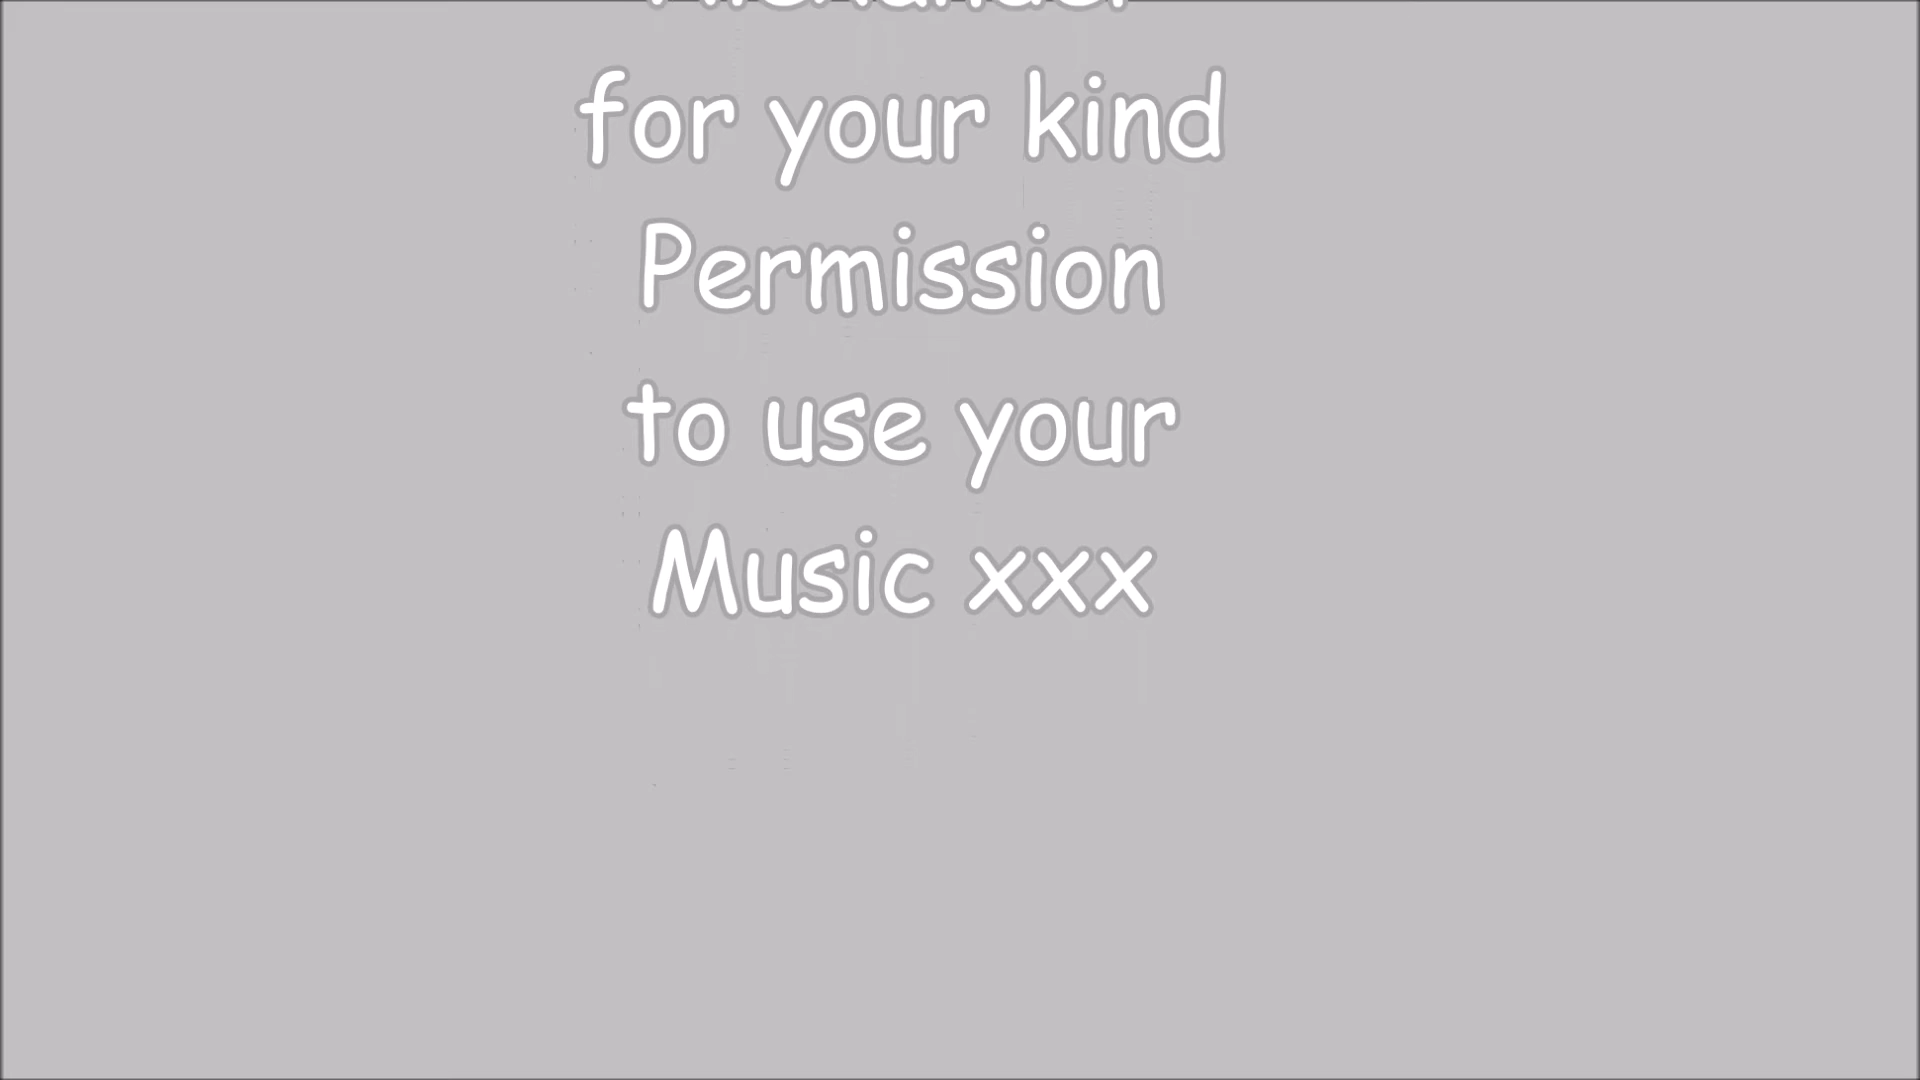 for your kind
Permission
to use your
Music xxx